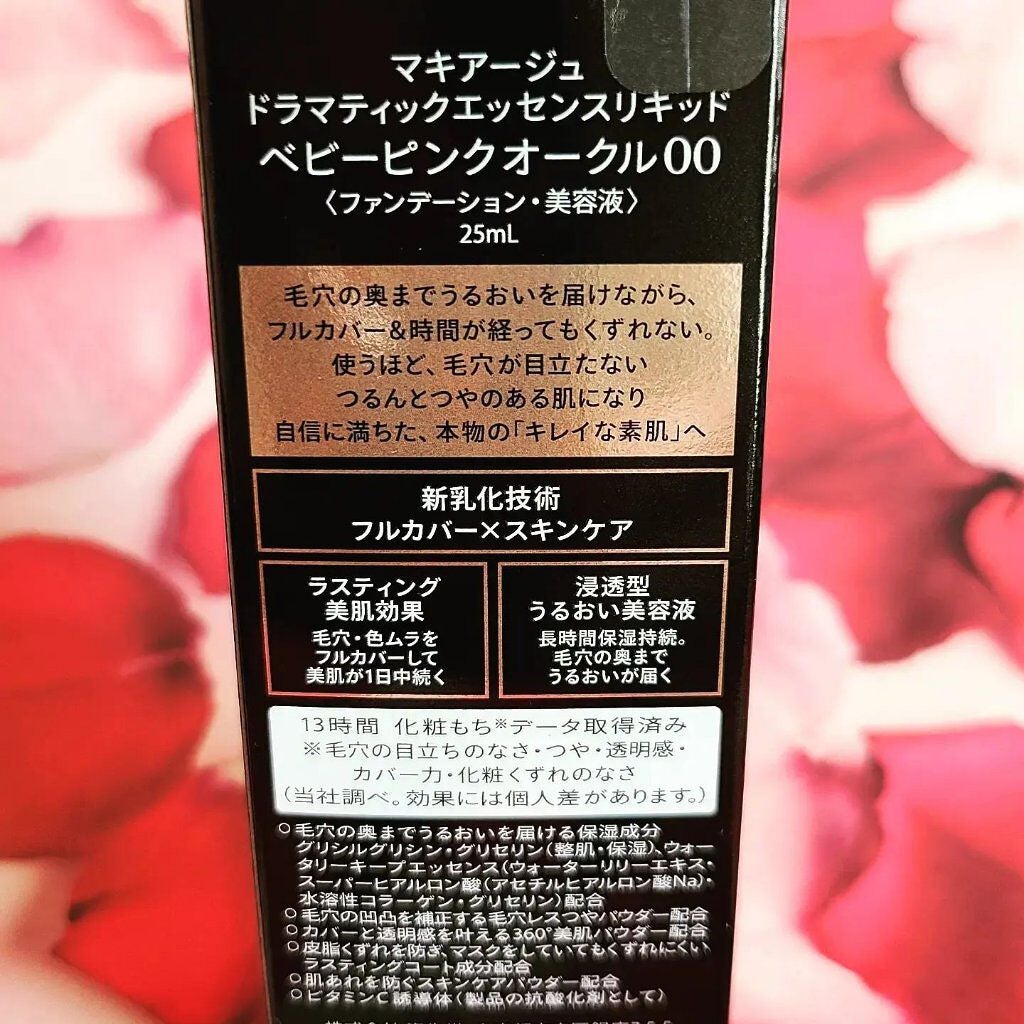 マキアージュ
ドラマティックエッセンスリキッド
ベビーピンクオークル00
〈ファンデーション・美容液〉
25mL
毛穴の奥までうるおいを届けながら、
フルカバー&時間が経ってもくずれない。
使うほど、毛穴が目立たない
つるんとつやのある肌になり
自信に満ちた、本物の「キレイな素肌」へ
新乳化技術
フルカバー×スキンケア
ラスティング
美肌効果
毛穴・色ムラを
フルカバーして
美肌が1日中続く
浸透型
うるおい美容液
長時間保湿持続。
毛穴の奥まで
うるおいが届く
13時間 化粧もち※データ取得済み
※毛穴の目立ちのなさ・つや・透明感・
カバー力・化粧くずれのなさ
(当社調べ。効果には個人差があります。)
○毛穴の奥までうるおいを届ける保湿成分
グリシルグリシン・グリセリン(整肌・保湿)、ウォー
タリーキープエッセンス(ウォーターリリーエキス・
スーパーヒアルロン酸(アセチルヒアルロン酸Na)・
水溶性コラーゲン・グリセリン)配合
○毛穴の凹凸を補正する毛穴レスつやパウダー配合
○カバーと透明感を叶える360°美肌パウダー配合
○皮脂くずれを防ぎ、マスクをしていてもくずれにくい
ラスティングコート成分配合
○肌あれを防ぐスキンケアパウダー配合
○ビタミンC誘導体(製品の抗酸化剤として)